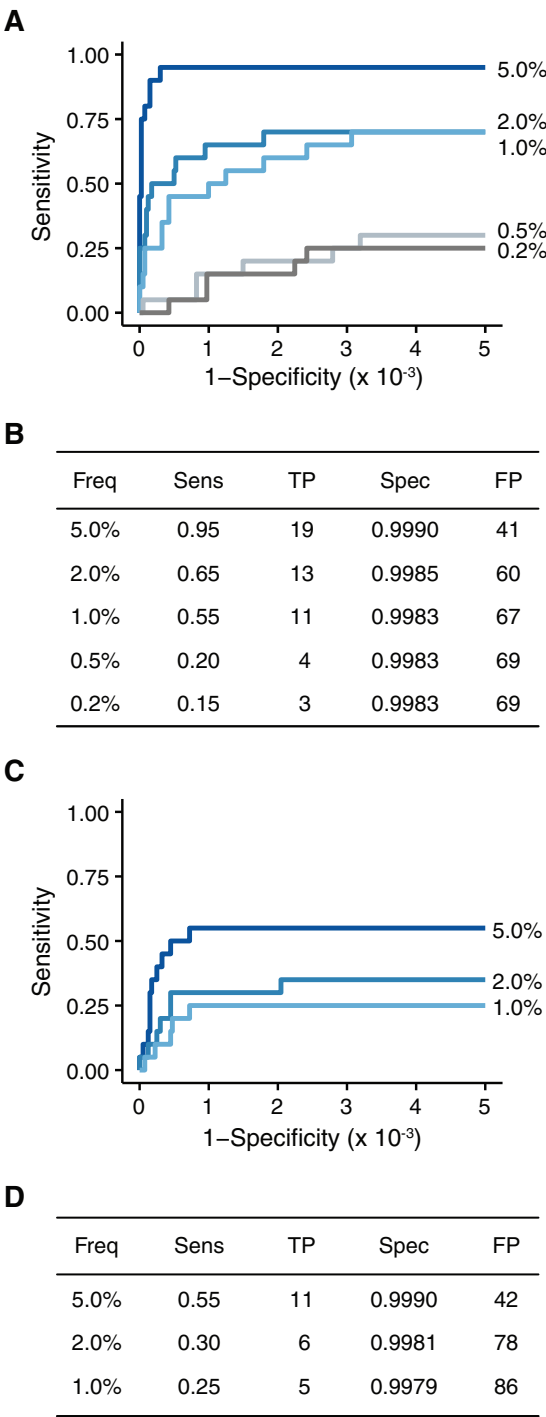 A
1.00
0.75
0.50
0.25
0.00
Sensitivity
5.0%
2.0%
1.0%
0.5%
0.2%
0 1 2 3 4 5
1−Specificity (x 10-3)
B
Freq Sens TP Spec FP
5.0% 0.95 19 0.9990 41
2.0% 0.65 13 0.9985 60
1.0% 0.55 11 0.9983 67
0.5% 0.20 4 0.9983 69
0.2% 0.15 3 0.9983 69
C
1.00
0.75
0.50
0.25
0.00
Sensitivity
5.0%
2.0%
1.0%
0 1 2 3 4 5
1−Specificity (x 10-3)
D
Freq Sens TP Spec FP
5.0% 0.55 11 0.9990 42
2.0% 0.30 6 0.9981 78
1.0% 0.25 5 0.9979 86